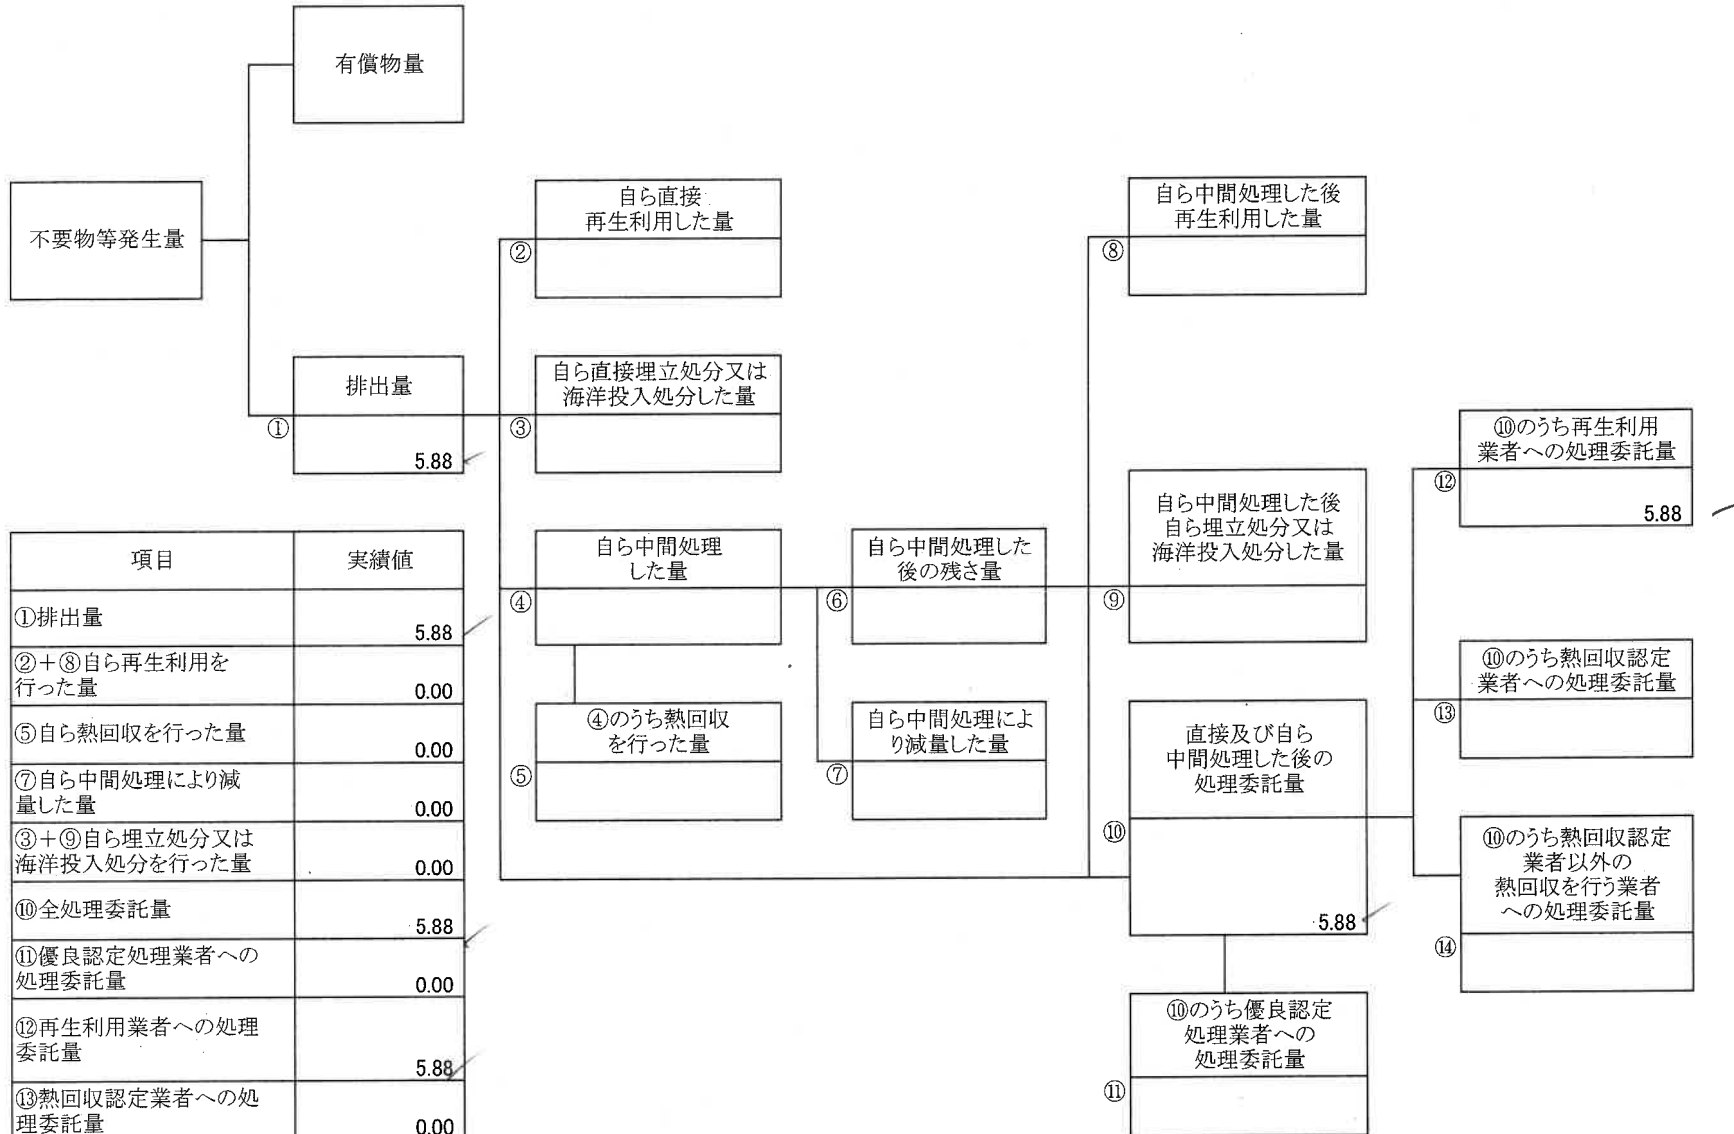 有償物量
不要物等発生量
自ら直接
再生利用した量
②
自ら中間処理した後
再生利用した量
⑧
排出量
①
5.88
自ら直接埋立処分又は
海洋投入処分した量
③
⑩のうち再生利用
業者への処理委託量
⑫
5.88
自ら中間処理
した量
④
自ら中間処理した
後の残さ量
⑥
自ら中間処理した後
自ら埋立処分又は
海洋投入処分した量
⑨
⑩のうち熱回収認定
業者への処理委託量
⑬
④のうち熱回収
を行った量
⑤
自ら中間処理によ
り減量した量
⑦
直接及び自ら
中間処理した後の
処理委託量
⑩
5.88
⑩のうち熱回収認定
業者以外の
熱回収を行う業者
への処理委託量
⑭
⑩のうち優良認定
処理業者への
処理委託量
⑪
項目 実績値
①排出量
5.88
②+⑧自ら再生利用を
行った量
0.00
⑤自ら熱回収を行った量
0.00
⑦自ら中間処理により減
量した量
0.00
③+⑨自ら埋立処分又は
海洋投入処分を行った量
0.00
⑩全処理委託量
5.88
⑪優良認定処理業者への
処理委託量
0.00
⑫再生利用業者への処理
委託量
5.88
⑬熱回収認定業者への処
理委託量
0.00